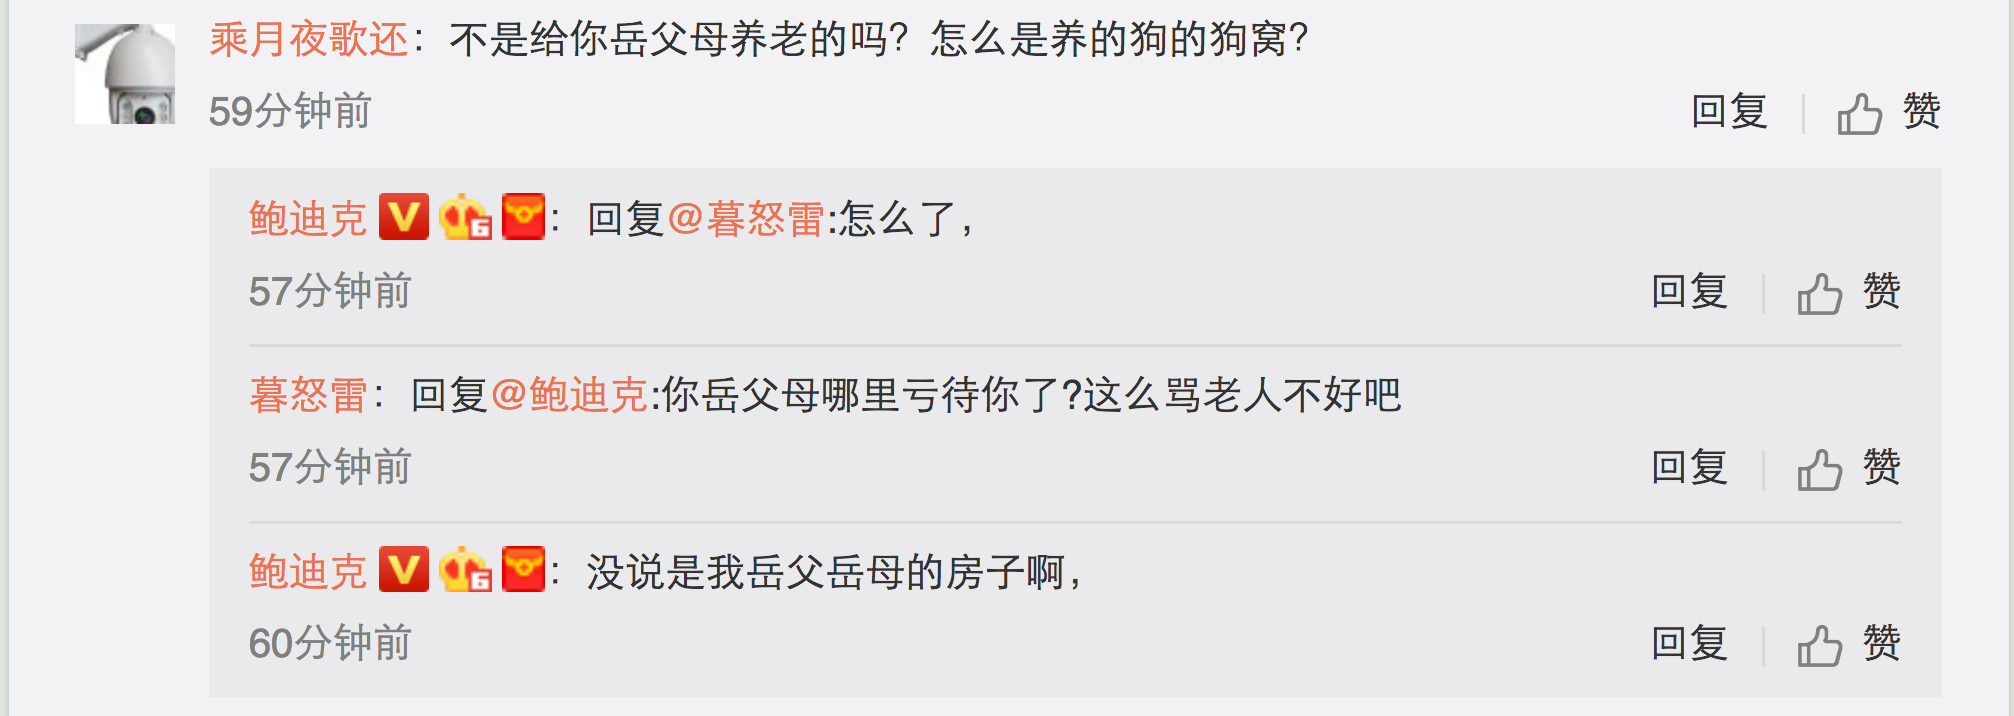 乘月夜歌还：不是给你岳父母养老的吗？怎么是养的狗的狗窝？
59分钟前 回复 赞
鲍迪克 V 6：回复@暮怒雷:怎么了，
57分钟前 回复 赞
暮怒雷：回复@鲍迪克:你岳父母哪里亏待你了?这么骂老人不好吧
57分钟前 回复 赞
鲍迪克 V 6：没说是我岳父岳母的房子啊，
60分钟前 回复 赞